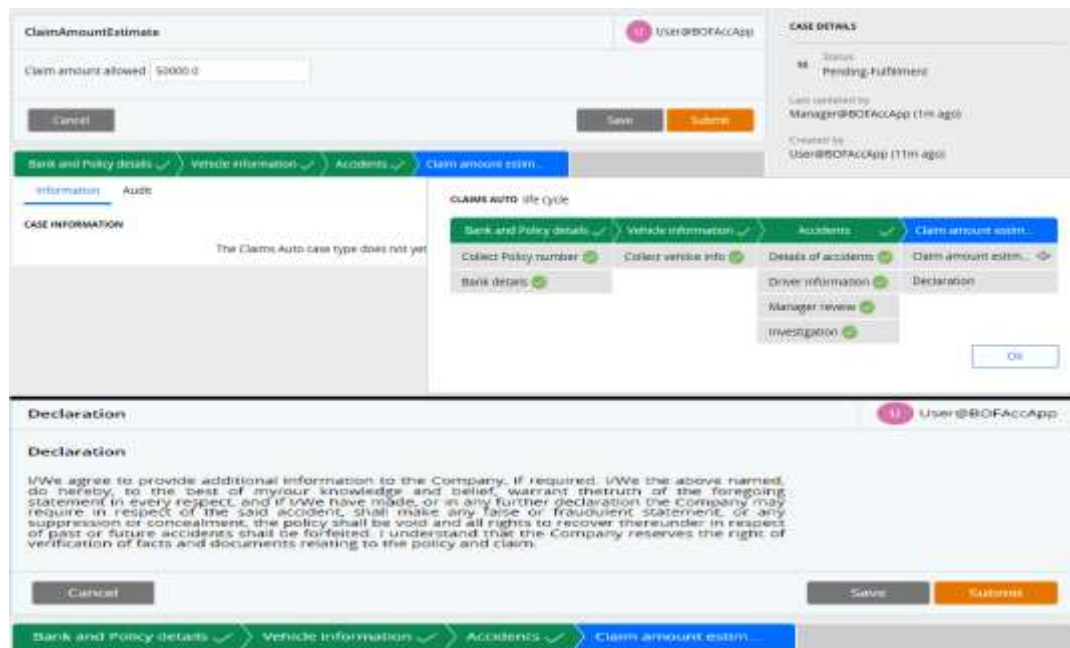 ClaimAmountEstimate
U User@BOFAccApp
Claim amount allowed 50000.0
Cancel
Save
Submit
CASE DETAILS
Status
Pending-Fulfilment
Last updated by
Manager@BOFAccApp (1m ago)
Created by
User@BOFAccApp (11m ago)
Bank and Policy details
Vehicle information
Accidents
Claim amount estim...
Information
Audit
CASE INFORMATION
The Claims Auto case type does not yet
CLAIMS AUTO life cycle
Bank and Policy details
Vehicle information
Accidents
Claim amount estim...
Collect Policy number
Collect vehicle info
Details of accidents
Claim amount estim...
Bank details
Driver information
Declaration
Manager review
Investigation
Ok
Declaration
U User@BOFAccApp
Declaration
I/We agree to provide additional information to the Company, if required. I/We the above named,
do hereby, to the best of my/our knowledge and belief, warrant thetruth of the foregoing
statement in every respect, and if I/We have made, or in any further declaration the Company may
require in respect of the said accident, shall make any false or fraudulent statement, or any
suppression or concealment, the policy shall be void and all rights to recover thereunder in respect
of past or future accidents shall be forfeited. I understand that the Company reserves the right of
verification of facts and documents relating to the policy and claim.
Cancel
Save
Submit
Bank and Policy details
Vehicle information
Accidents
Claim amount estim...